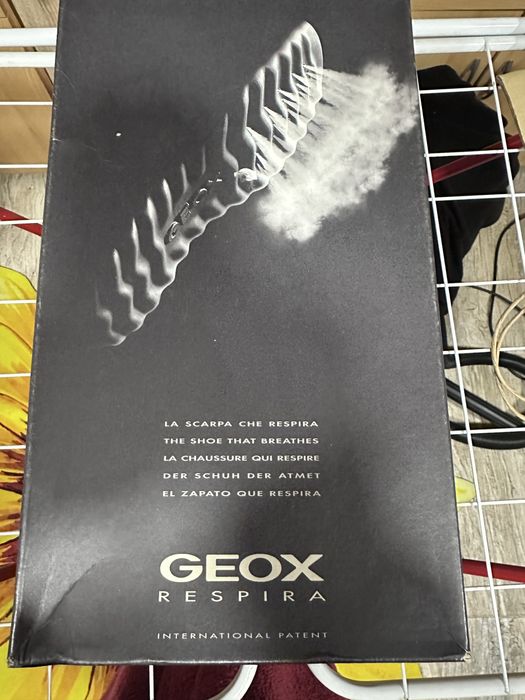 GEOX
LA SCARPA CHE RESPIRA
THE SHOE THAT BREATHES
LA CHAUSSURE QUI RESPIRE
DER SCHUH DER ATMET
EL ZAPATO QUE RESPIRA
GEOX
RESPIRA
INTERNATIONAL PATENT